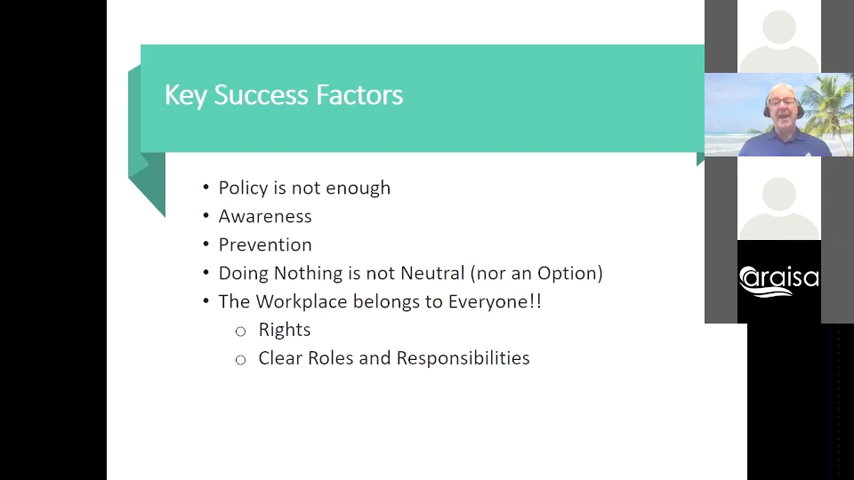 Key Success Factors
• Policy is not enough
• Awareness
• Prevention
• Doing Nothing is not Neutral (nor an Option)
• The Workplace belongs to Everyone!!
○ Rights
○ Clear Roles and Responsibilities
araisa